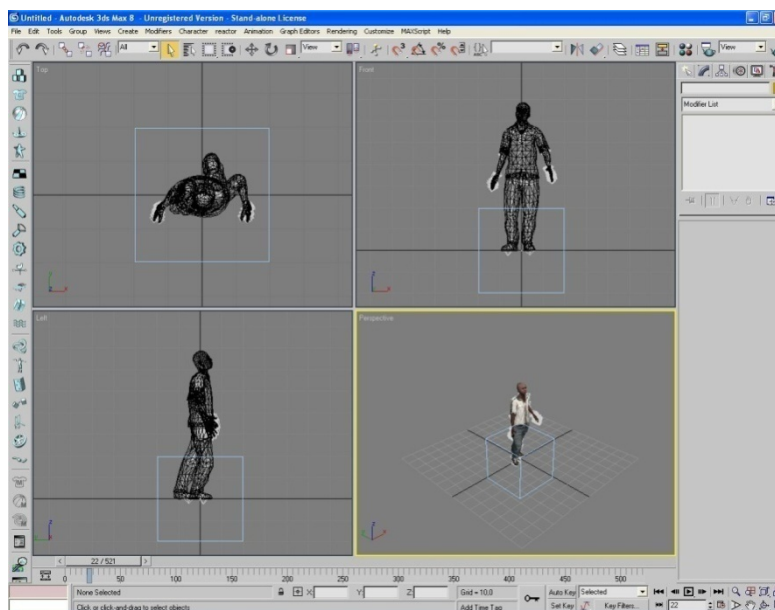 Untitled - Autodesk 3ds Max 8 - Unregistered Version - Stand-alone License
File Edit Tools Group Views Create Modifiers Character reactor Animation Graph Editors Rendering Customize MAXScript Help
All View View
Modifier List
Top
Front
Left
Perspective
22 / 521
0 50 100 150 200 250 300 350 400 450 500
None Selected X: Y: Z: Grid = 10,0 Auto Key Selected
Click or click-and-drag to select objects Add Time Tag Set Key Key Filters... 22